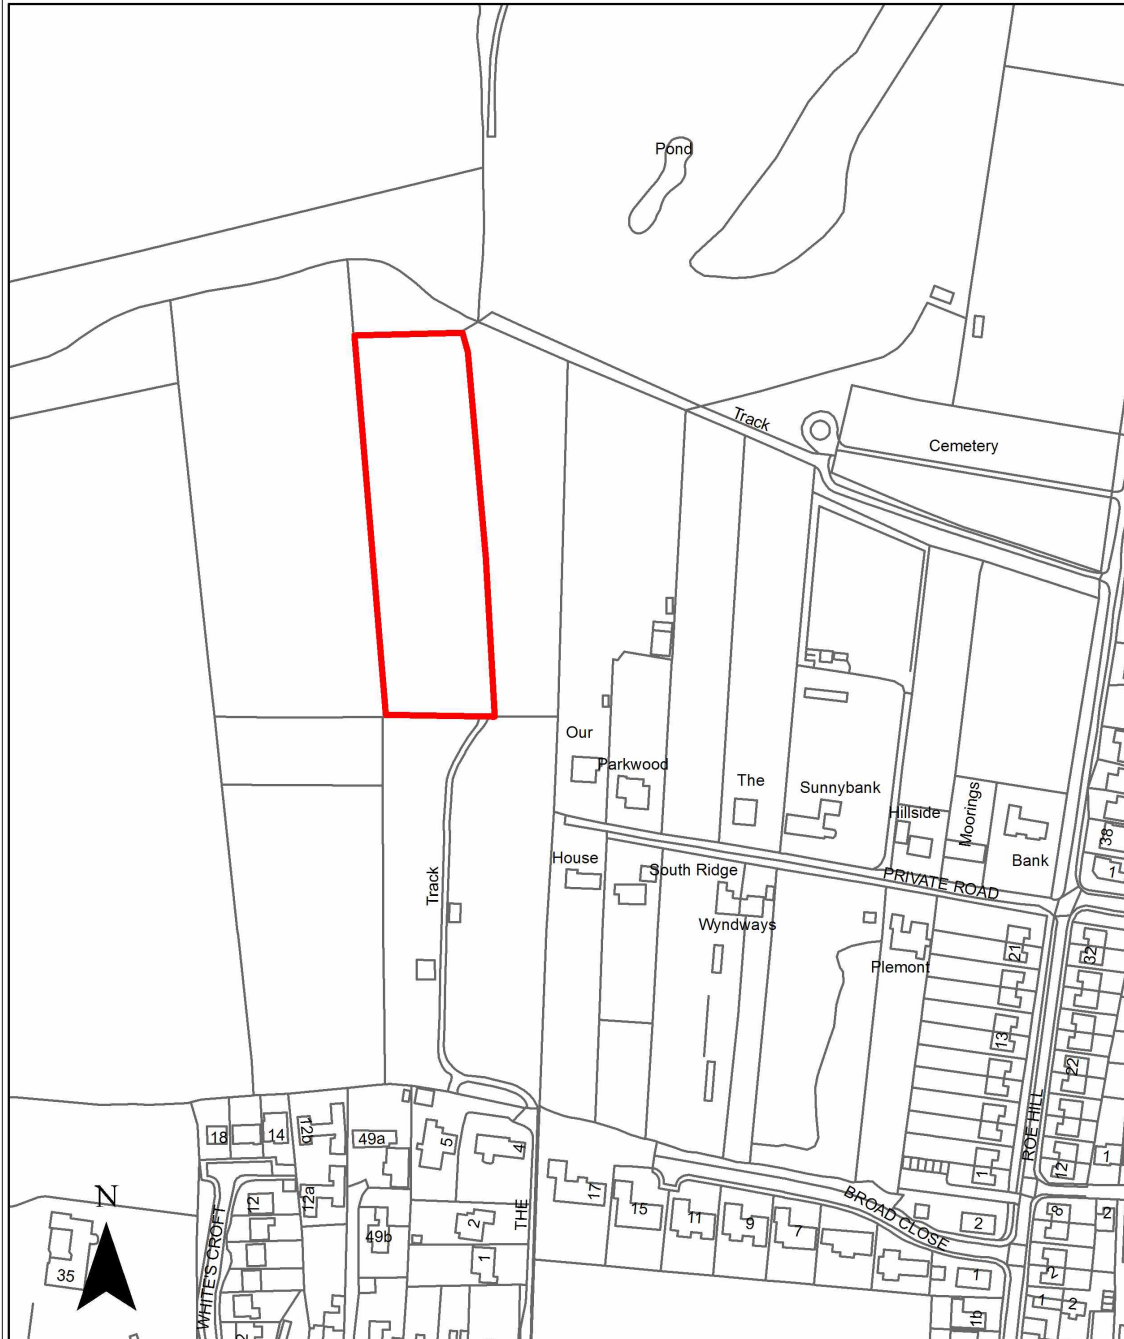 Pond
Track
Cemetery
Our
Parkwood
The
Sunnybank
Hillside
Moorings
Bank
38
1
House
South Ridge
PRIVATE ROAD
Track
Wyndways
Plemont
21
32
13
22
ROE HILL
18
14
12b
49a
5
4
17
1
12
1
12
12a
49b
2
THE
15
11
9
7
BROAD CLOSE
2
8
2
WHITE'S CROFT
N
35
1
1
2
1
2
1b
2